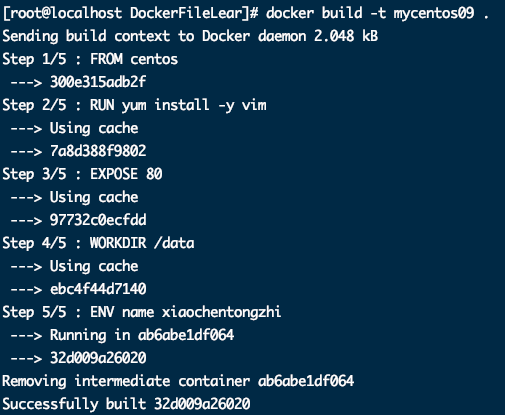 [root@localhost DockerFileLear]# docker build -t mycentos09 .
Sending build context to Docker daemon 2.048 kB
Step 1/5 : FROM centos
 ---> 300e315adb2f
Step 2/5 : RUN yum install -y vim
 ---> Using cache
 ---> 7a8d388f9802
Step 3/5 : EXPOSE 80
 ---> Using cache
 ---> 97732c0ecfdd
Step 4/5 : WORKDIR /data
 ---> Using cache
 ---> ebc4f44d7140
Step 5/5 : ENV name xiaochentongzhi
 ---> Running in ab6abe1df064
 ---> 32d009a26020
Removing intermediate container ab6abe1df064
Successfully built 32d009a26020